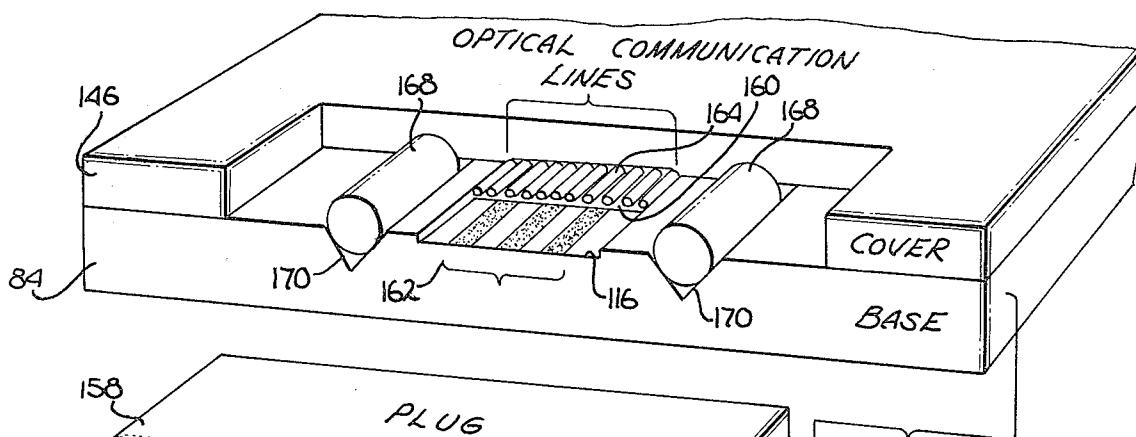 OPTICAL COMMUNICATION
LINES
146
168
160
164
168
COVER
84
170
162
116
170
BASE
158
PLUG